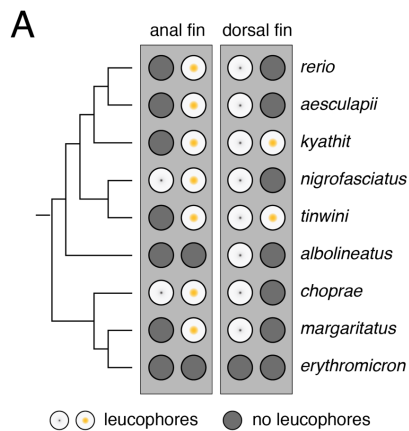 A
anal fin dorsal fin
rerio
aesculapii
kyathit
nigrofasciatus
tinwini
albolineatus
choprae
margaritatus
erythromicron
leucophores no leucophores